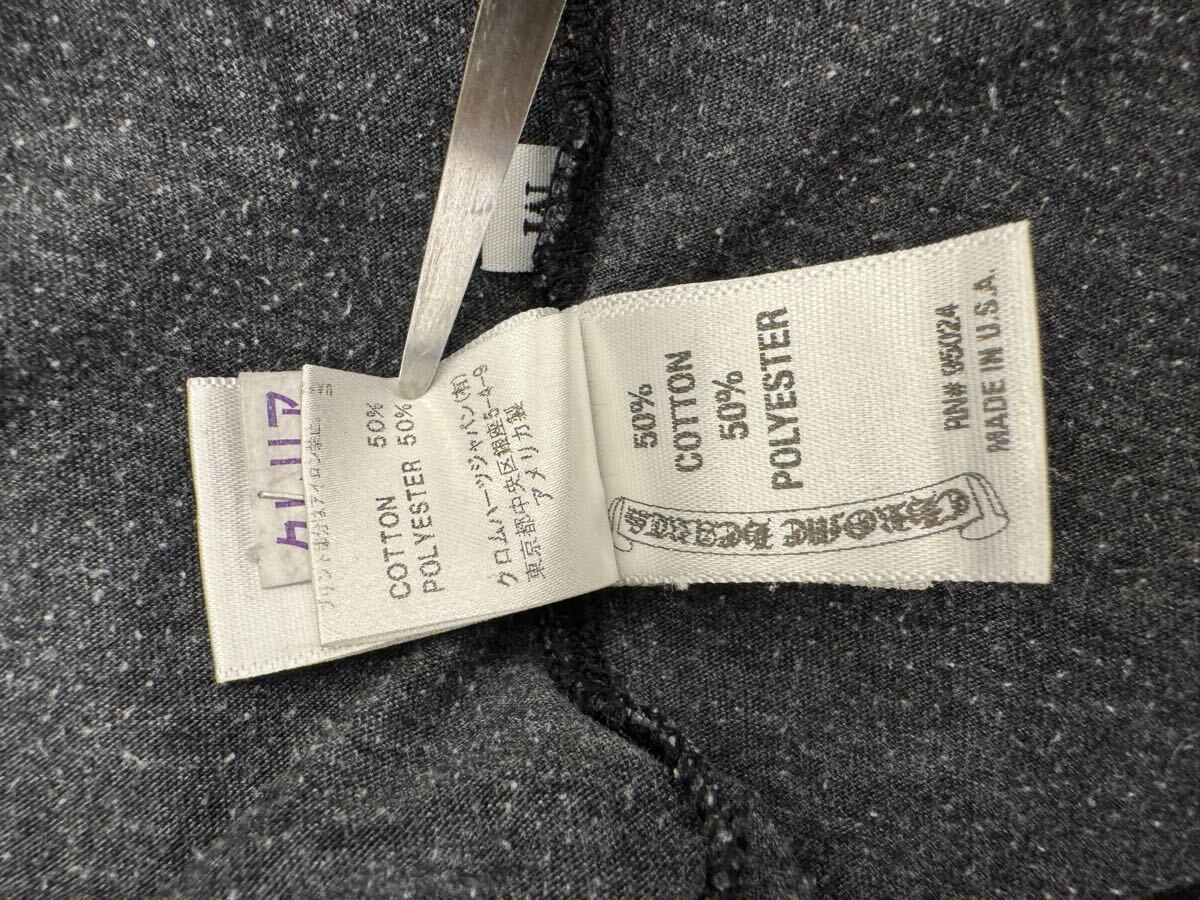 50%
COTTON
50%
POLYESTER
RN# 95024
MADE IN U.S.A.
CHROME HEARTS
COTTON 50%
POLYESTER 50%
クロムハーツジャパン(有)
東京都中央区銀座5-4-9
アメリカ製
M